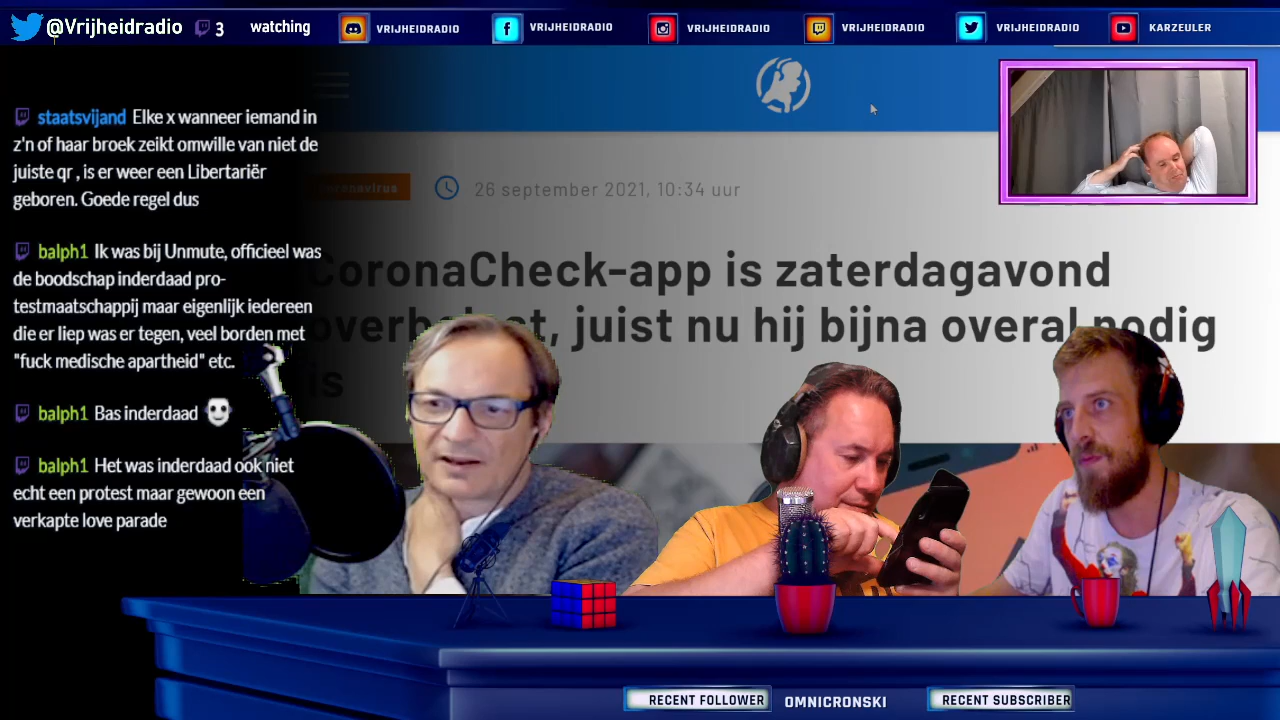 @Vrijheidradio 3 watching VRIJHEIDRADIO VRIJHEIDRADIO VRIJHEIDRADIO VRIJHEIDRADIO VRIJHEIDRADIO KARZEULER
staatsvijand Elke x wanneer iemand in
z'n of haar broek zeikt omwille van niet de
juiste qr , is er weer een Libertariër
geboren. Goede regel dus
balph1 Ik was bij Unmute, officieel was
de boodschap inderdaad pro-
testmaatschappij maar eigenlijk iedereen
die er liep was er tegen, veel borden met
"fuck medische apartheid" etc.
balph1 Bas inderdaad
balph1 Het was inderdaad ook niet
echt een protest maar gewoon een
verkapte love parade
Coronavirus 26 september 2021, 10:34 uur
CoronaCheck-app is zaterdagavond
overbelast, juist nu hij bijna overal nodig
is
RECENT FOLLOWER OMNICRONSKI RECENT SUBSCRIBER